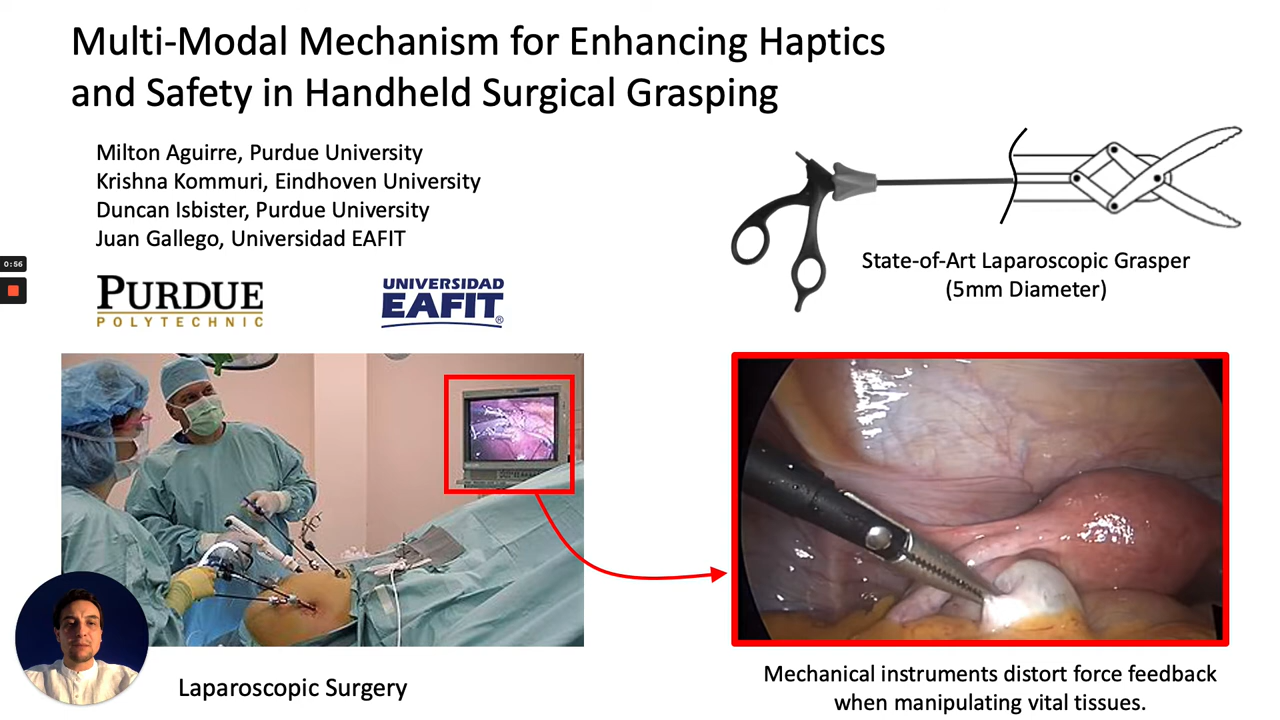 Multi-Modal Mechanism for Enhancing Haptics
and Safety in Handheld Surgical Grasping
Milton Aguirre, Purdue University
Krishna Kommuri, Eindhoven University
Duncan Isbister, Purdue University
Juan Gallego, Universidad EAFIT
0:56
PURDUE
POLYTECHNIC
UNIVERSIDAD
EAFIT®
State-of-Art Laparoscopic Grasper
(5mm Diameter)
Laparoscopic Surgery
Mechanical instruments distort force feedback
when manipulating vital tissues.